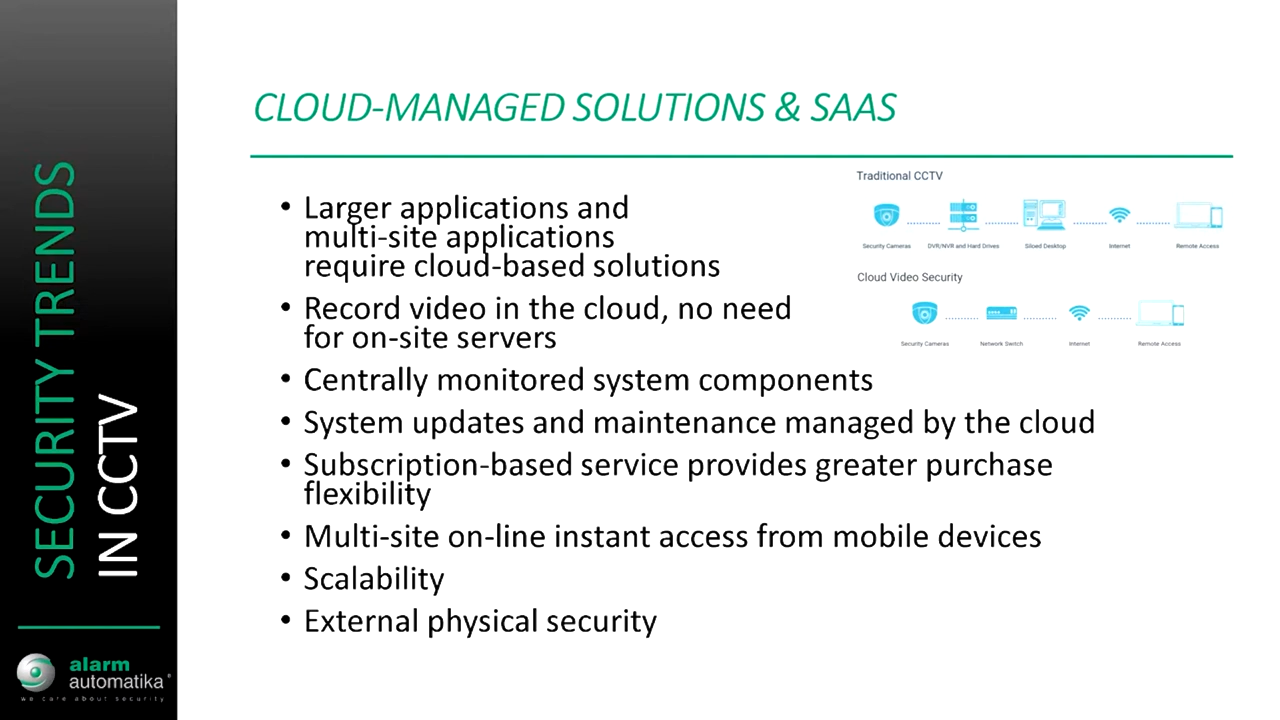 SECURITY TRENDS
IN CCTV
alarm
automatika®
we care about security
CLOUD-MANAGED SOLUTIONS & SAAS
• Larger applications and
multi-site applications
require cloud-based solutions
• Record video in the cloud, no need
for on-site servers
• Centrally monitored system components
• System updates and maintenance managed by the cloud
• Subscription-based service provides greater purchase
flexibility
• Multi-site on-line instant access from mobile devices
• Scalability
• External physical security
Traditional CCTV
Security Cameras DVR/NVR and Hard Drives Siloed Desktop Internet Remote Access
Cloud Video Security
Security Cameras Network Switch Internet Remote Access